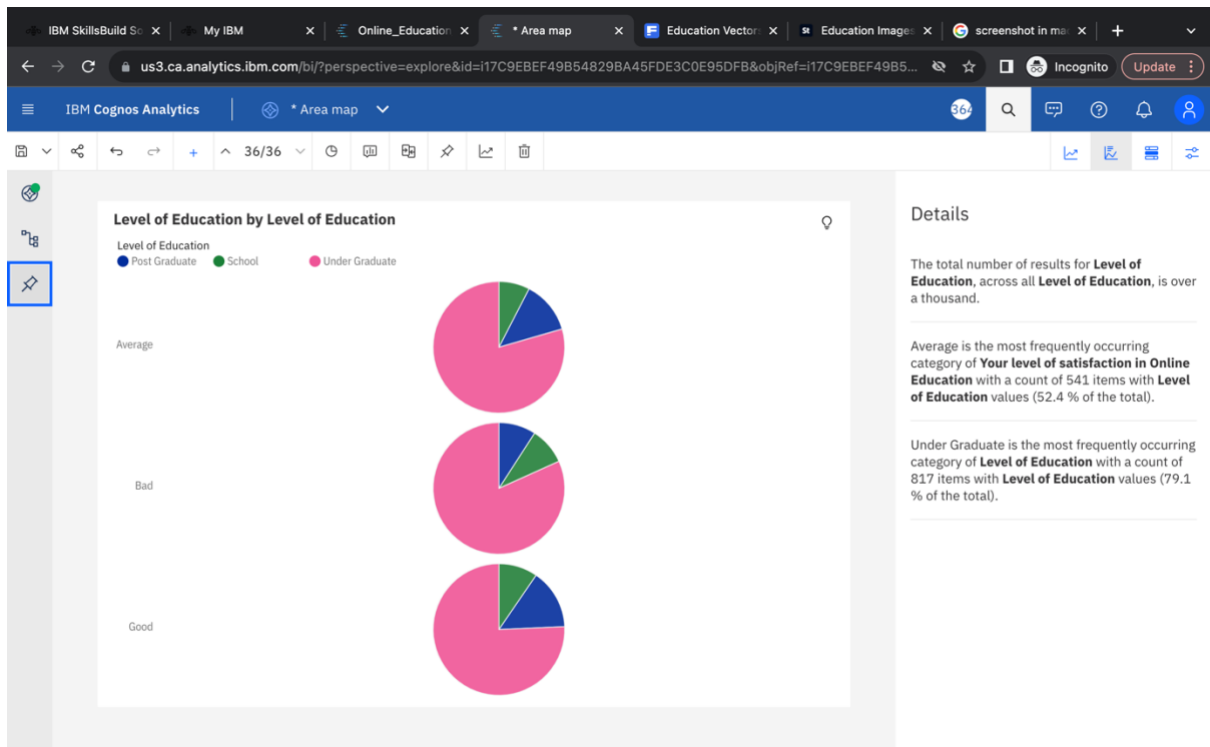 IBM SkillsBuild So
My IBM
Online_Education
* Area map
Education Vector
Education Images
screenshot in mac
us3.ca.analytics.ibm.com/bi/?perspective=explore&id=i17C9EBEF49B54829BA45FDE3C0E95DFB&objRef=i17C9EBEF49B5...
Incognito
Update
IBM Cognos Analytics
* Area map
364
36/36
Level of Education by Level of Education
Level of Education
Post Graduate
School
Under Graduate
Average
Bad
Good
Details
The total number of results for Level of
Education, across all Level of Education, is over
a thousand.
Average is the most frequently occurring
category of Your level of satisfaction in Online
Education with a count of 541 items with Level
of Education values (52.4 % of the total).
Under Graduate is the most frequently occurring
category of Level of Education with a count of
817 items with Level of Education values (79.1
% of the total).